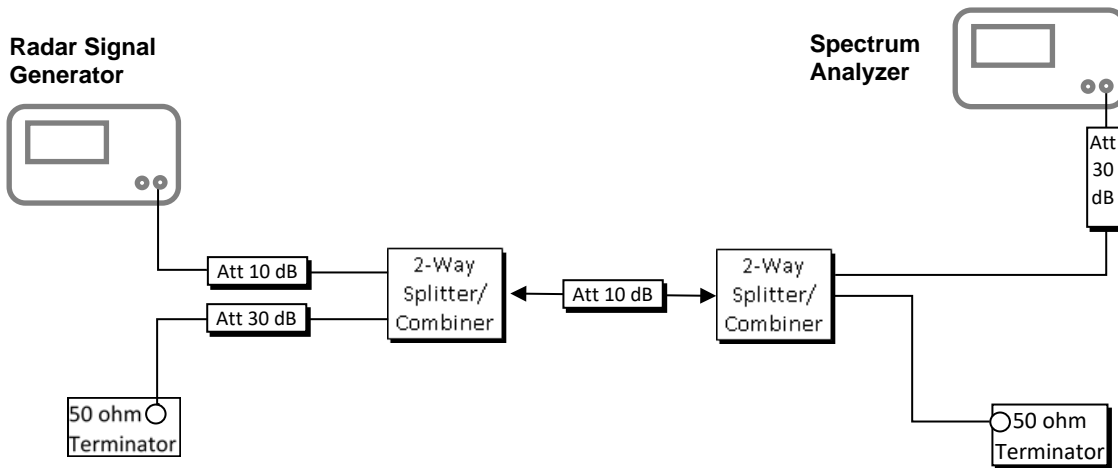 Radar Signal
Generator
Spectrum
Analyzer
Att
30
dB
Att 10 dB
Att 30 dB
2-Way
Splitter/
Combiner
Att 10 dB
2-Way
Splitter/
Combiner
50 ohm
Terminator
50 ohm
Terminator